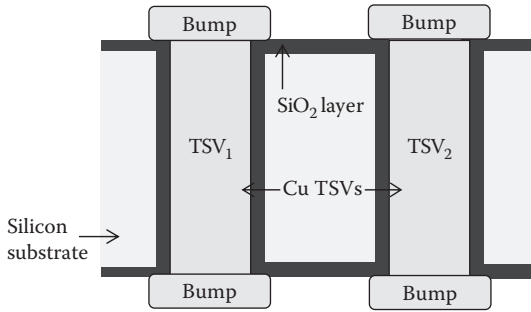 Bump
Bump
SiO2 layer
TSV1
TSV2
Cu TSVs
Silicon
substrate
Bump
Bump